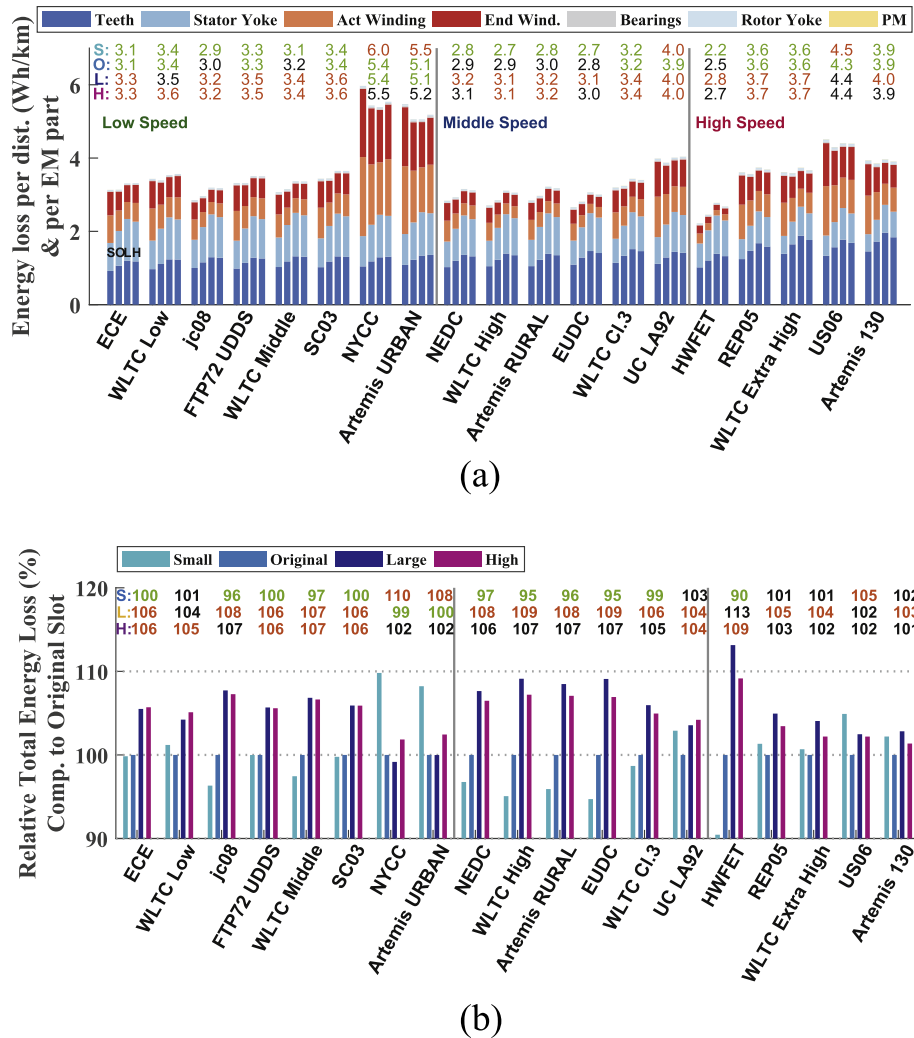 Teeth Stator Yoke Act Winding End Wind. Bearings Rotor Yoke PM
S: 3.1 3.4 2.9 3.3 3.1 3.4 6.0 5.5 2.8 2.7 2.8 2.7 3.2 4.0 2.2 3.6 3.6 4.5 3.9
O: 3.1 3.4 3.0 3.3 3.2 3.4 5.4 5.1 2.9 2.9 3.0 2.8 3.2 3.9 2.5 3.6 3.6 4.3 3.9
L: 3.3 3.5 3.2 3.5 3.4 3.6 5.4 5.1 3.1 3.1 3.2 3.1 3.4 4.0 2.8 3.7 3.7 4.4 4.0
H: 3.3 3.6 3.2 3.5 3.4 3.6 5.5 5.2 3.1 3.1 3.2 3.0 3.4 4.0 2.7 3.7 3.7 4.4 3.9
Low Speed Middle Speed High Speed
Energy loss per dist. (Wh/km)
& per EM part
6
4
2
0
SOLH
ECE
WLTC Low
jc08
FTP72 UDDS
WLTC Middle
SC03
NYCC
Artemis URBAN
NEDC
WLTC High
Artemis RURAL
EUDC
WLTC Cl.3
UC LA92
HWFET
REP05
WLTC Extra High
US06
Artemis 130
(a)
Small Original Large High
S: 100 101 96 100 97 100 110 108 97 95 96 95 99 103 90 101 101 105 102
L: 106 104 108 106 107 106 99 100 108 109 108 109 106 104 113 105 104 102 103
H: 106 105 107 106 107 106 102 102 106 107 107 107 105 104 109 103 102 102 101
Relative Total Energy Loss (%)
Comp. to Original Slot
120
110
100
90
ECE
WLTC Low
jc08
FTP72 UDDS
WLTC Middle
SC03
NYCC
Artemis URBAN
NEDC
WLTC High
Artemis RURAL
EUDC
WLTC Cl.3
UC LA92
HWFET
REP05
WLTC Extra High
US06
Artemis 130
(b)